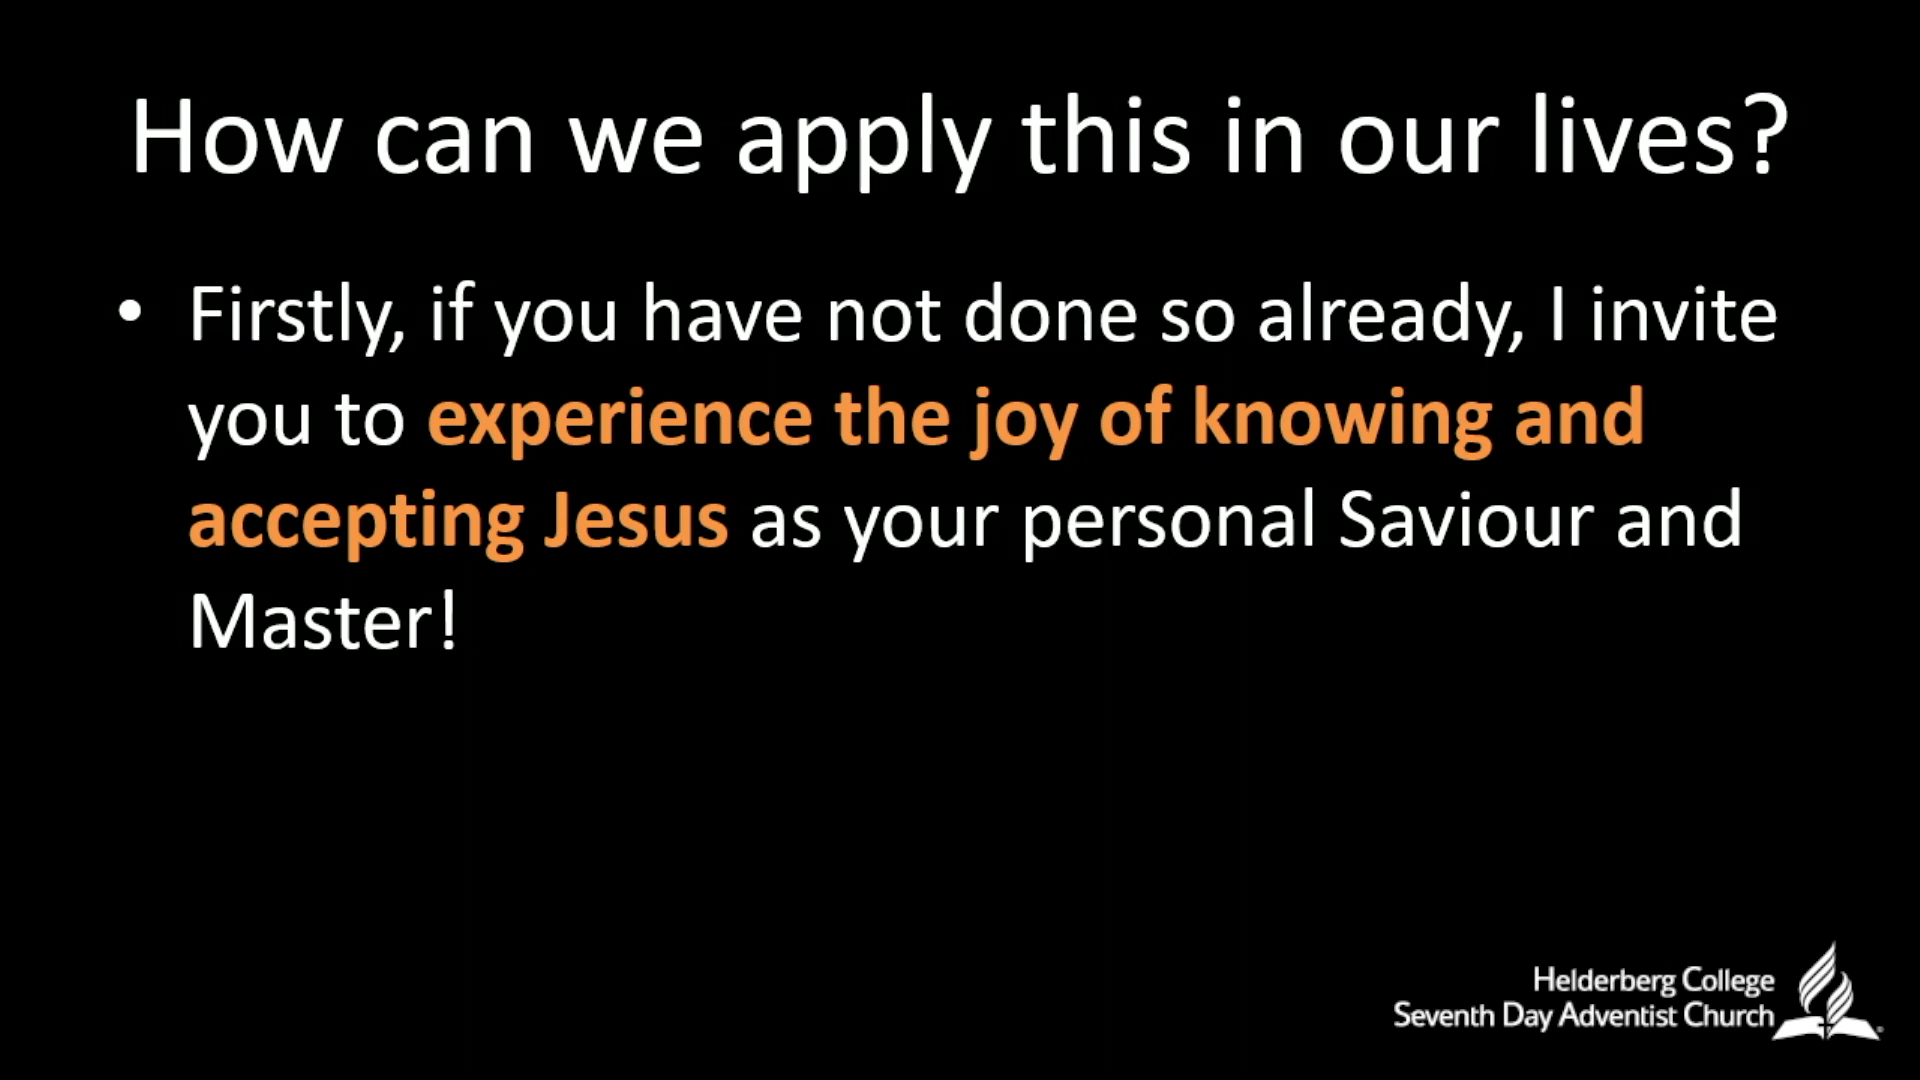 How can we apply this in our lives?
• Firstly, if you have not done so already, I invite
you to experience the joy of knowing and
accepting Jesus as your personal Saviour and
Master!
Helderberg College
Seventh Day Adventist Church